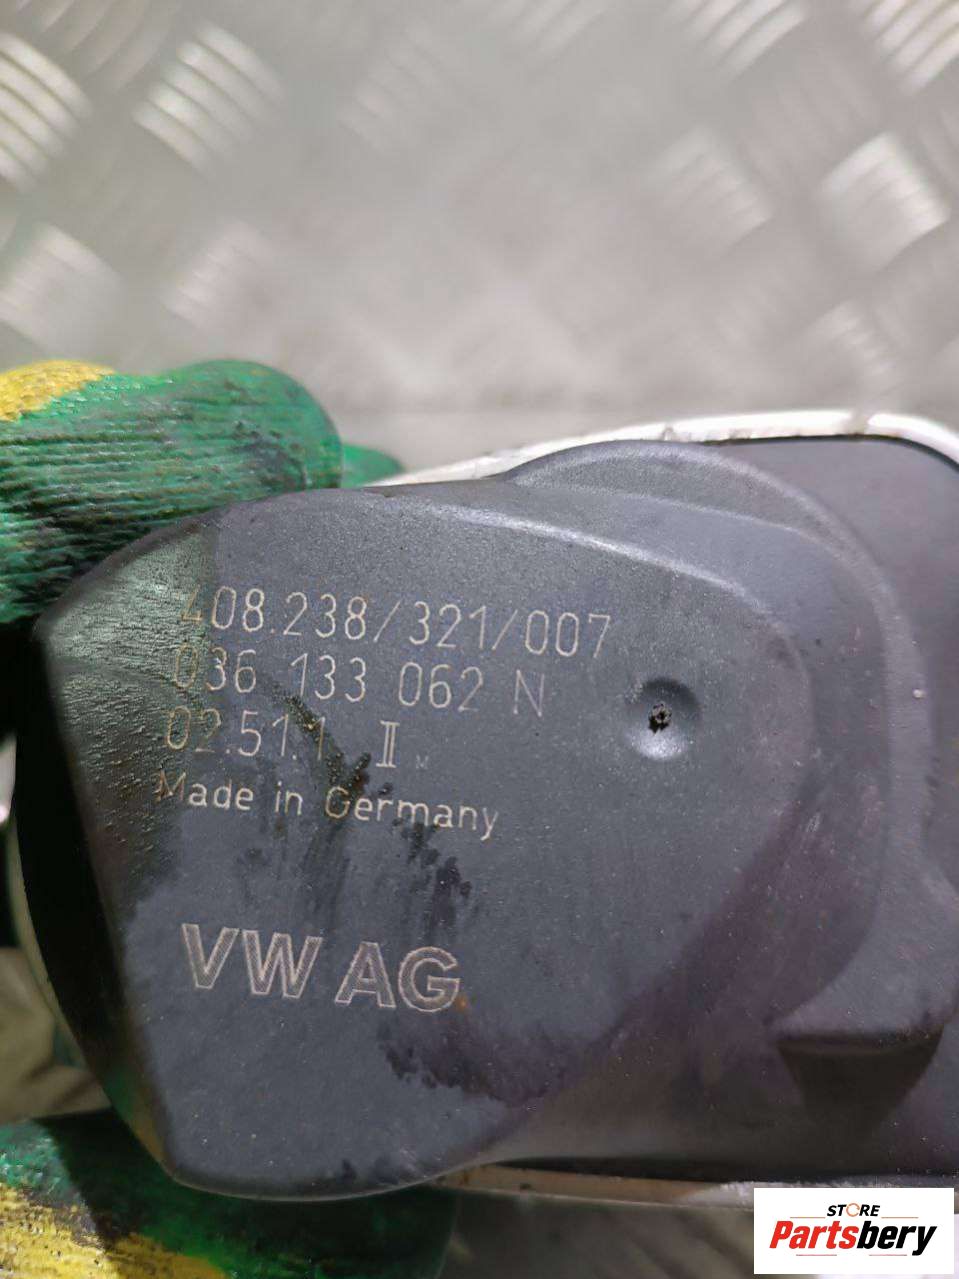 408.238/321/007
036 133 062 N
02.51.1 II M
Made in Germany
VW AG
STORE
Partsbery